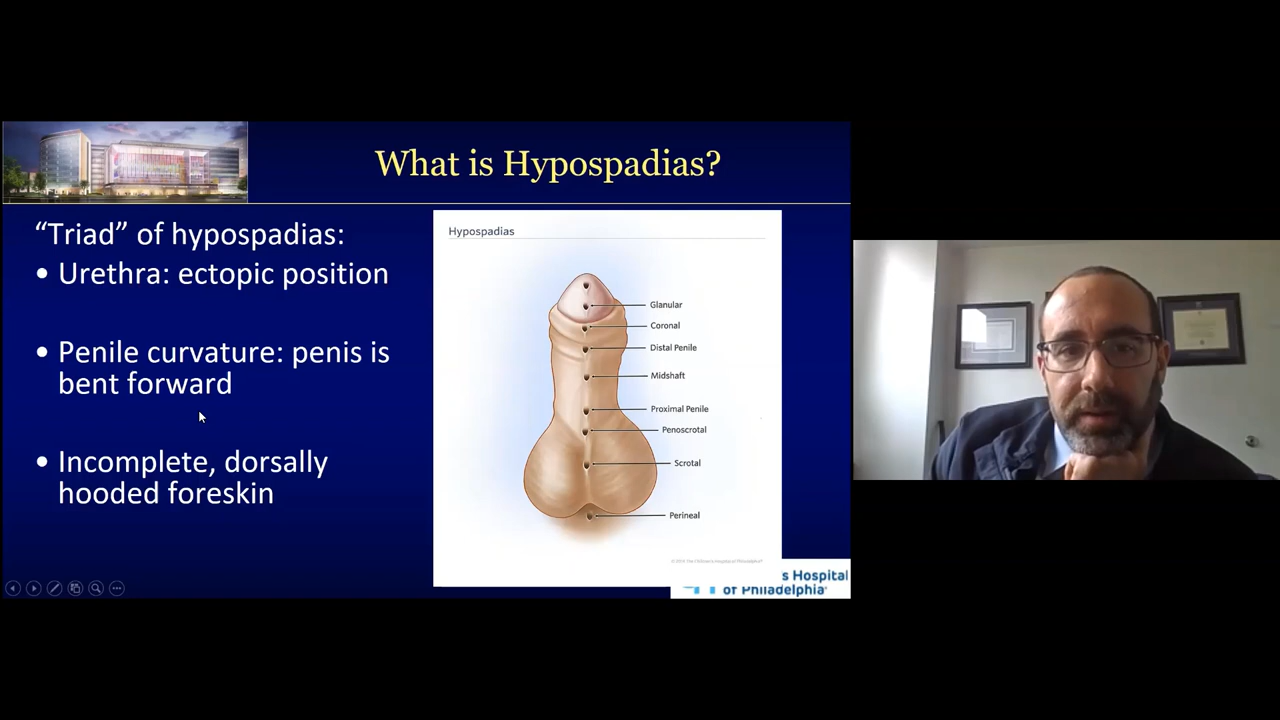 What is Hypospadias?
“Triad” of hypospadias:
• Urethra: ectopic position
• Penile curvature: penis is
bent forward
• Incomplete, dorsally
hooded foreskin
Hypospadias
Glanular
Coronal
Distal Penile
Midshaft
Proximal Penile
Penoscrotal
Scrotal
Perineal
s Hospital
of Philadelphia